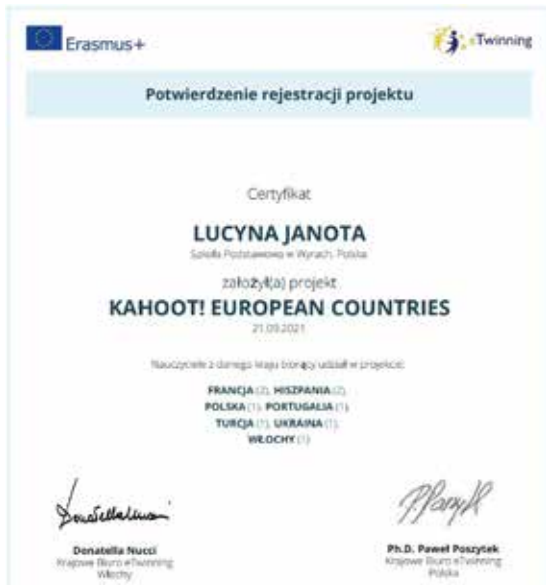 Erasmus+
eTwinning
Potwierdzenie rejestracji projektu
Certyfikat
LUCYNA JANOTA
Szkoła Podstawowa w Wyrach, Polska
założył(a) projekt
KAHOOT! EUROPEAN COUNTRIES
21.09.2021
Nauczyciele z danego kraju biorący udział w projekcie:
FRANCJA (2), HISZPANIA (2),
POLSKA (1), PORTUGALIA (1),
TURCJA (1), UKRAINA (1),
WŁOCHY (1)
Donatella Nucci
Krajowe Biuro eTwinning
Włochy
Ph.D. Paweł Poszytek
Krajowe Biuro eTwinning
Polska